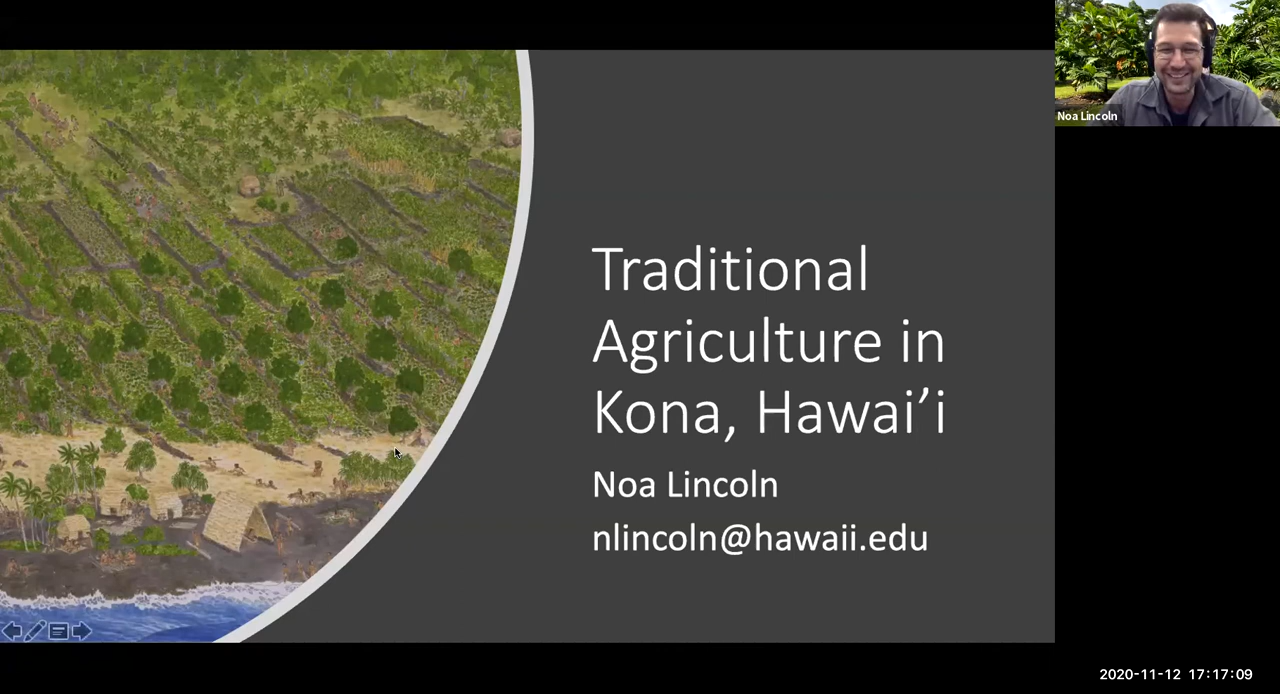 Noa Lincoln
Traditional
Agriculture in
Kona, Hawai’i
Noa Lincoln
nlincoln@hawaii.edu
2020-11-12 17:17:09